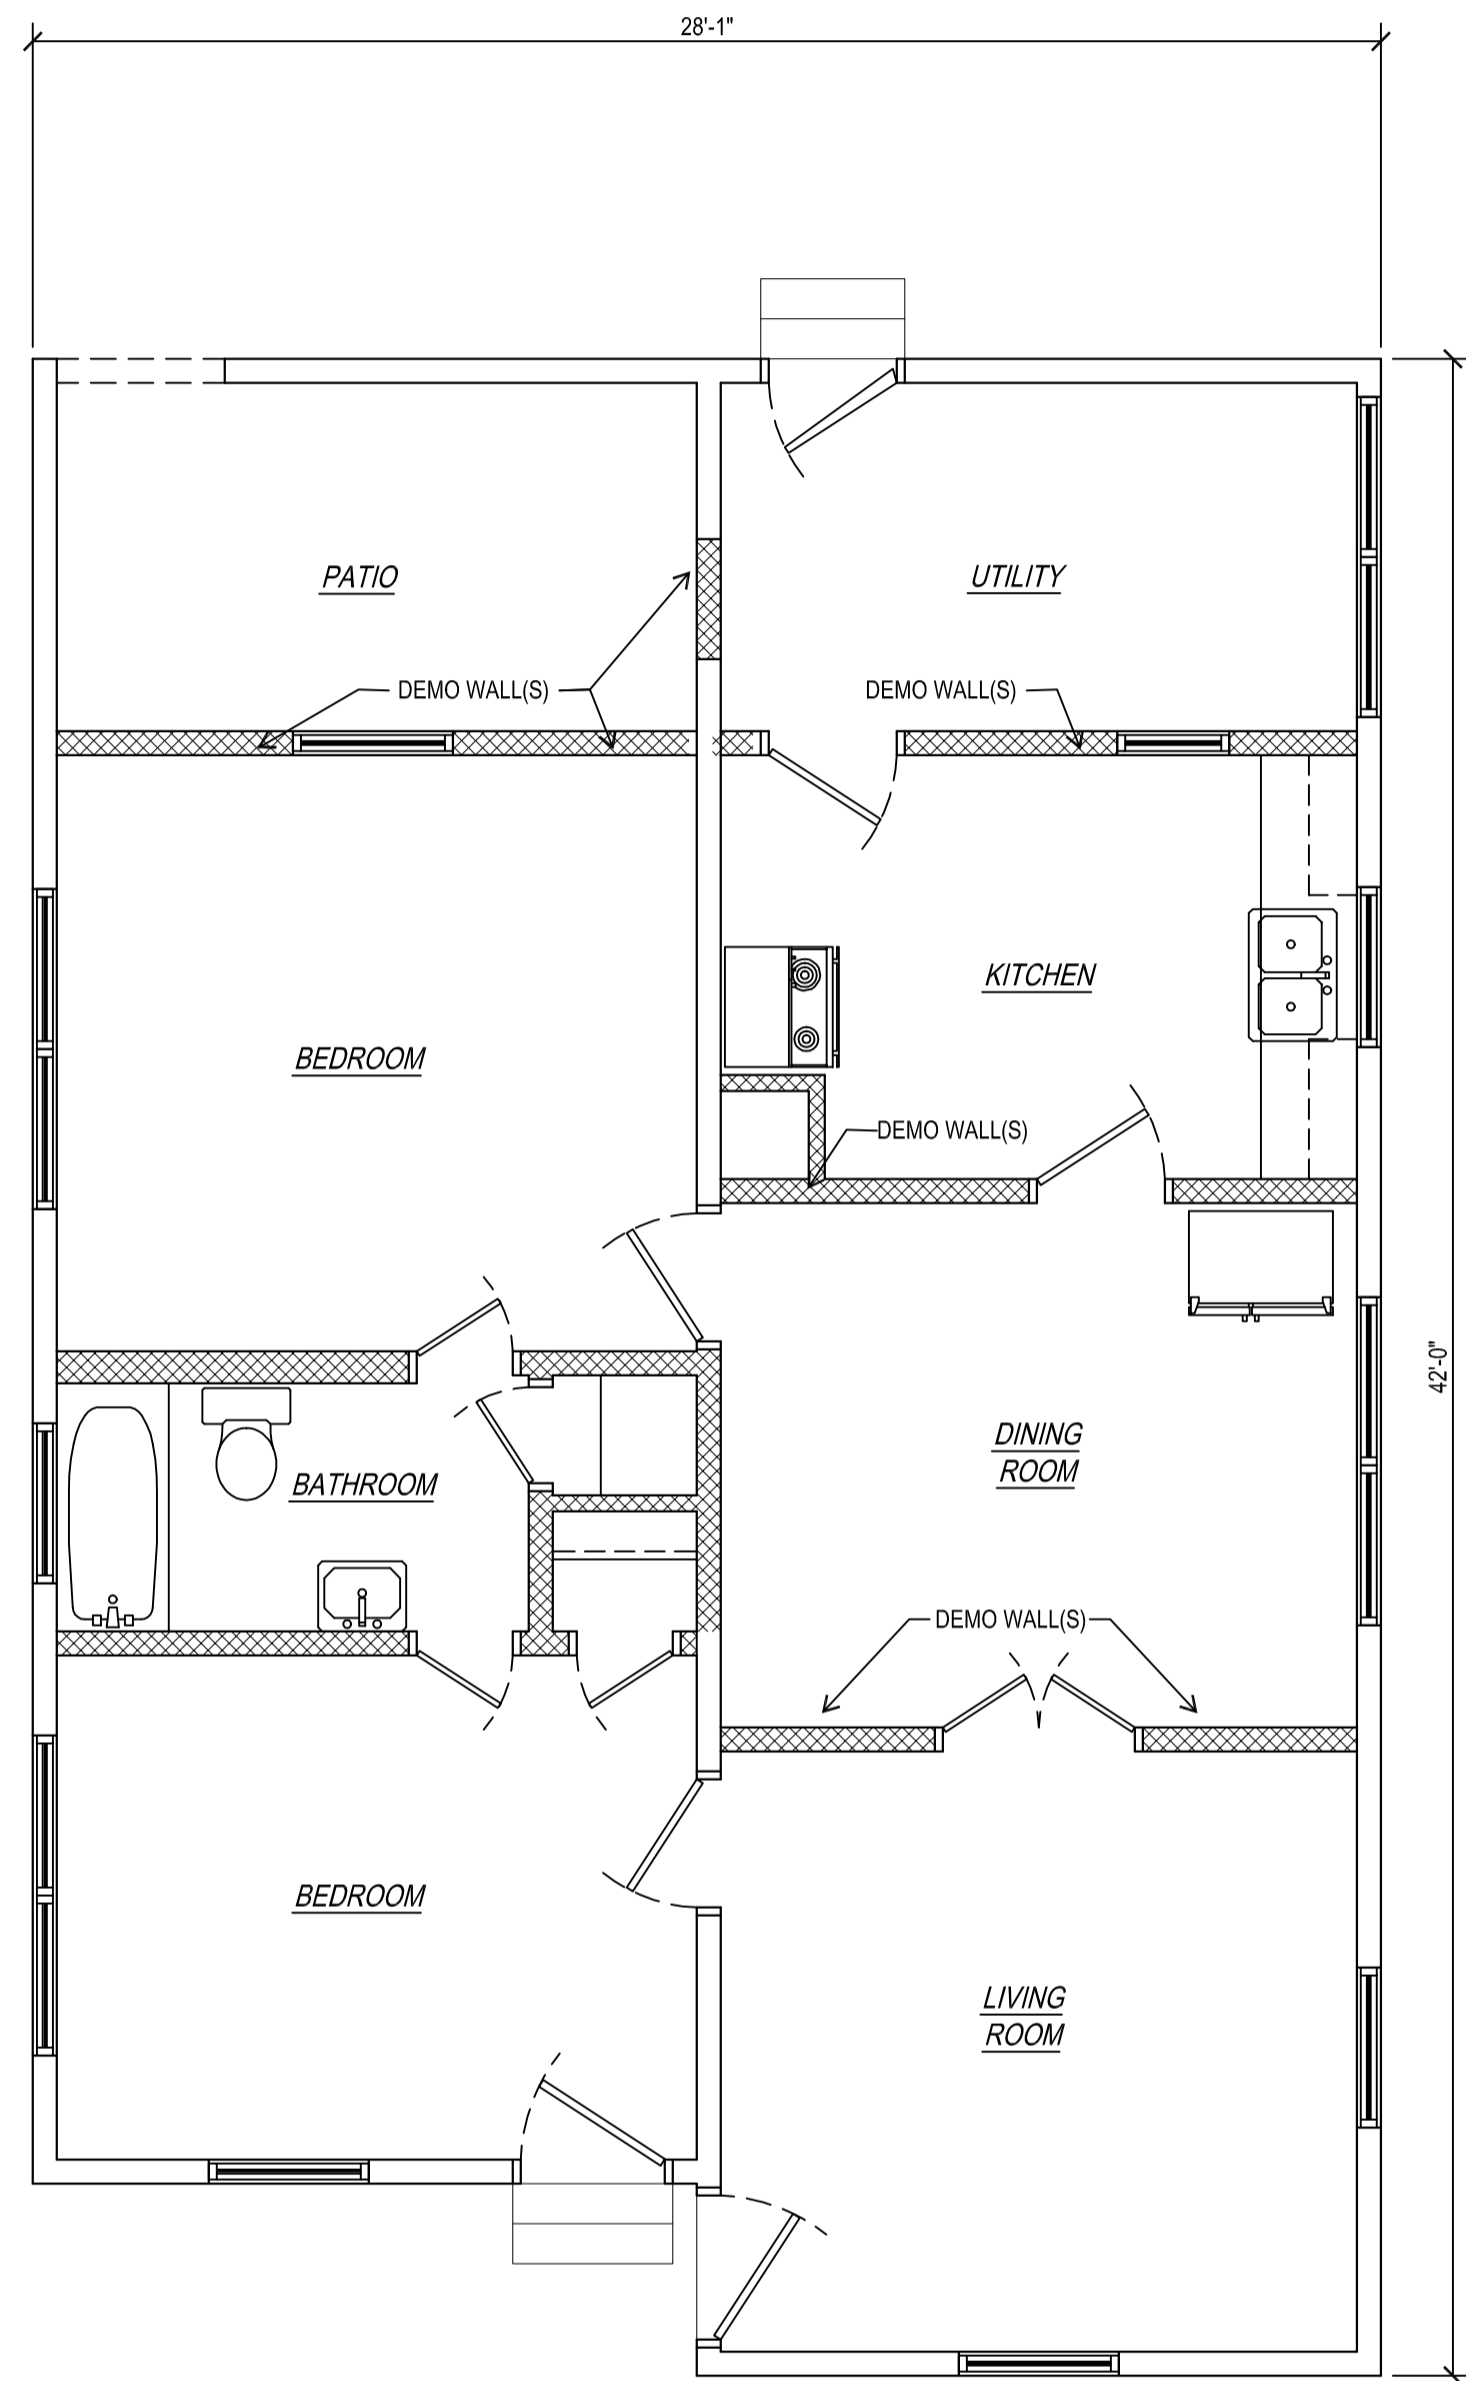 28'-1"
PATIO
UTILITY
DEMO WALL(S)
DEMO WALL(S)
KITCHEN
BEDROOM
DEMO WALL(S)
42'-0"
DINING
ROOM
BATHROOM
DEMO WALL(S)
BEDROOM
LIVING
ROOM